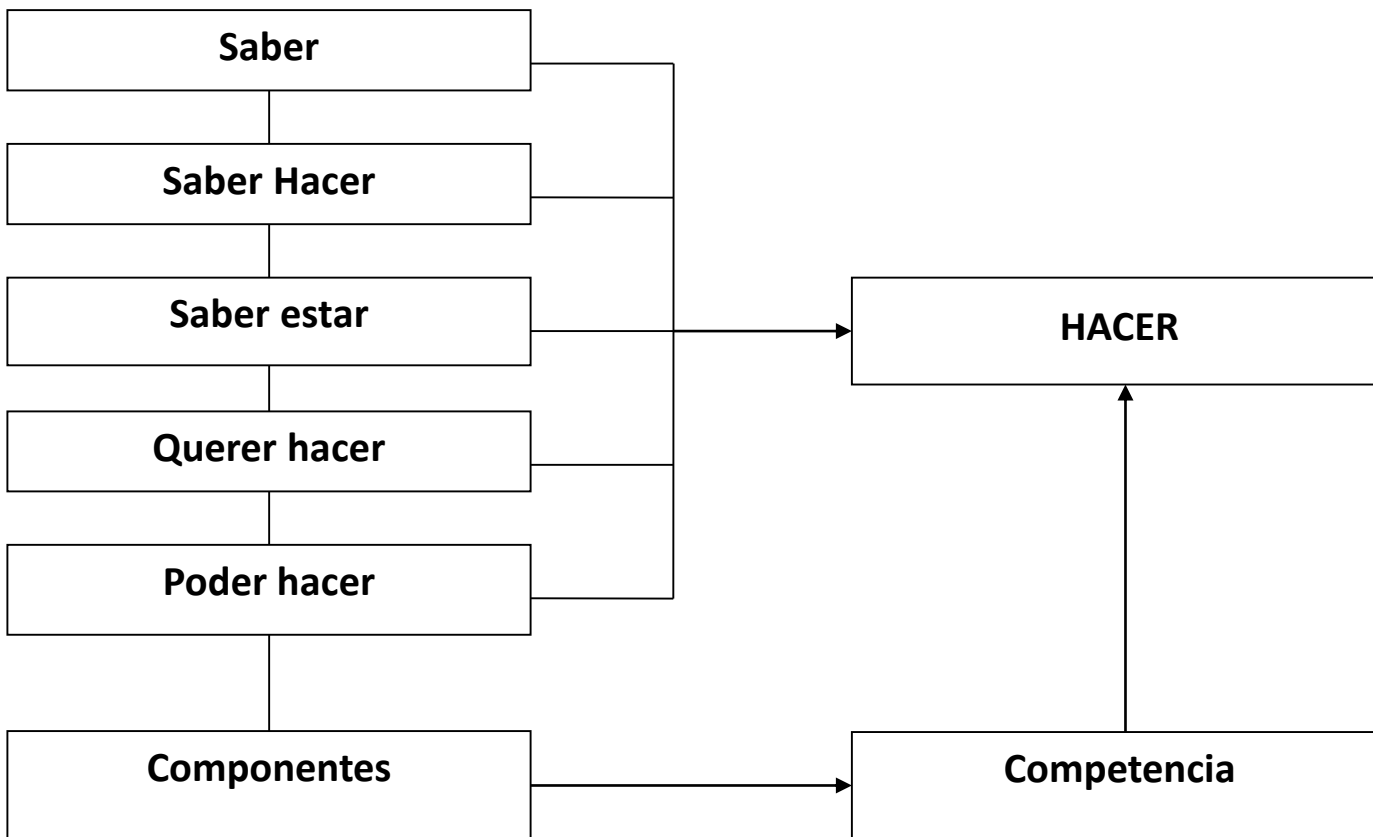 Saber
Saber Hacer
Saber estar
HACER
Querer hacer
Poder hacer
Componentes
Competencia